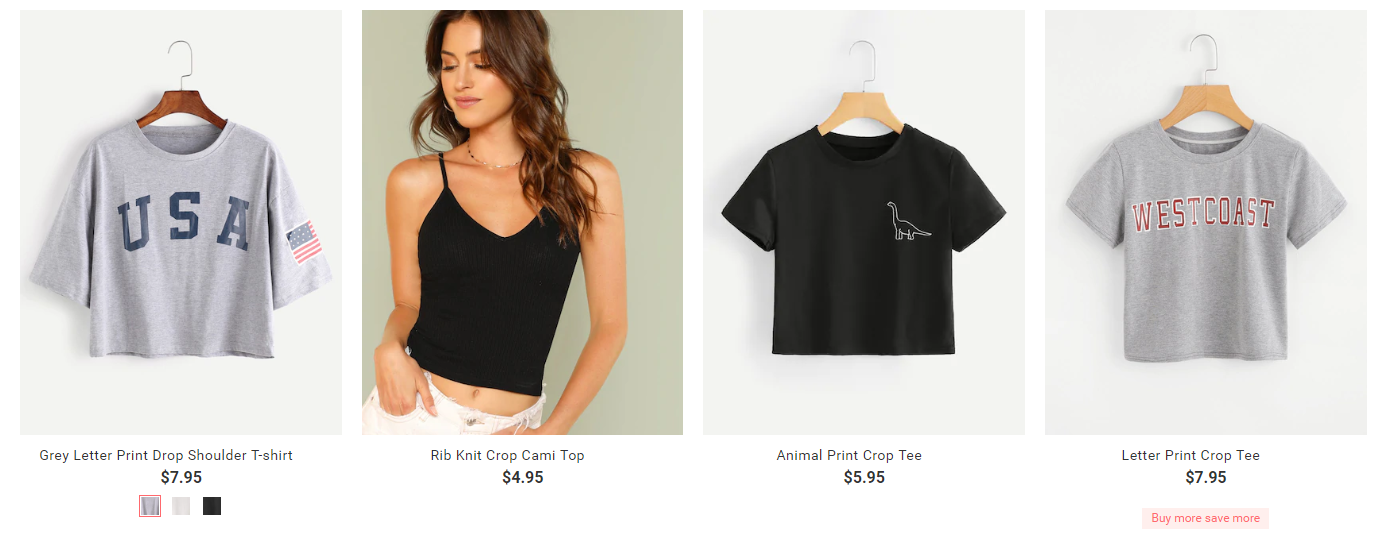 USA
WESTCOAST
Grey Letter Print Drop Shoulder T-shirt
$7.95
Rib Knit Crop Cami Top
$4.95
Animal Print Crop Tee
$5.95
Letter Print Crop Tee
$7.95
Buy more save more